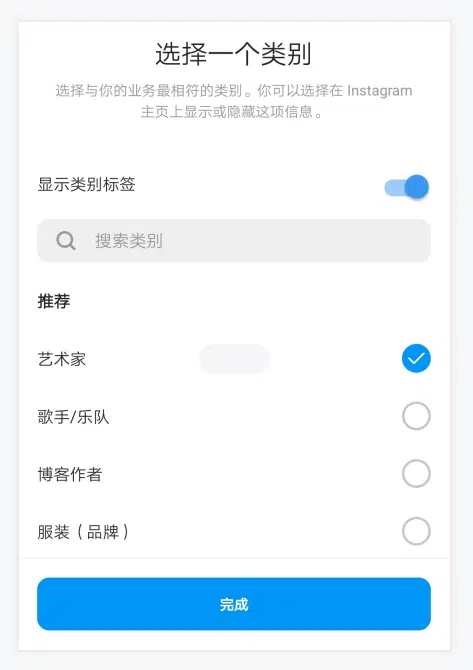 选择一个类别
选择与你的业务最相符的类别。你可以选择在 Instagram
主页上显示或隐藏这项信息。
显示类别标签
搜索类别
推荐
艺术家
歌手/乐队
博客作者
服装（品牌）
完成